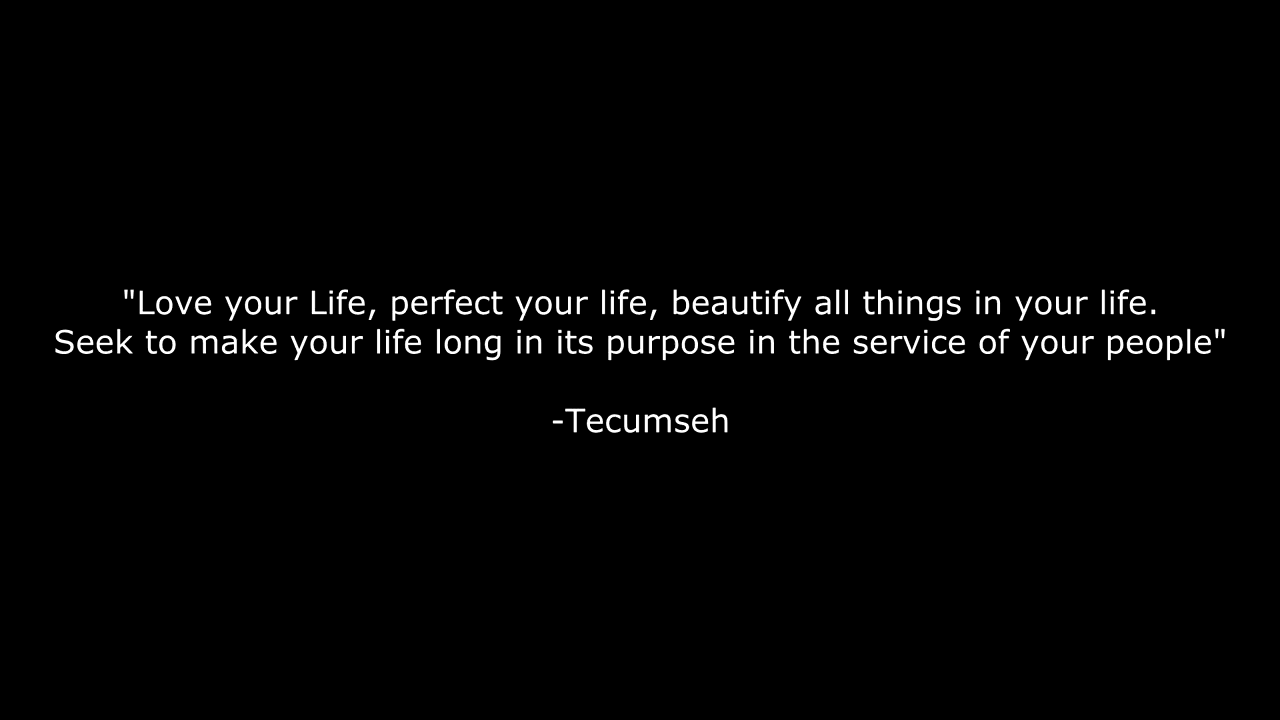 "Love your Life, perfect your life, beautify all things in your life.
Seek to make your life long in its purpose in the service of your people"
-Tecumseh